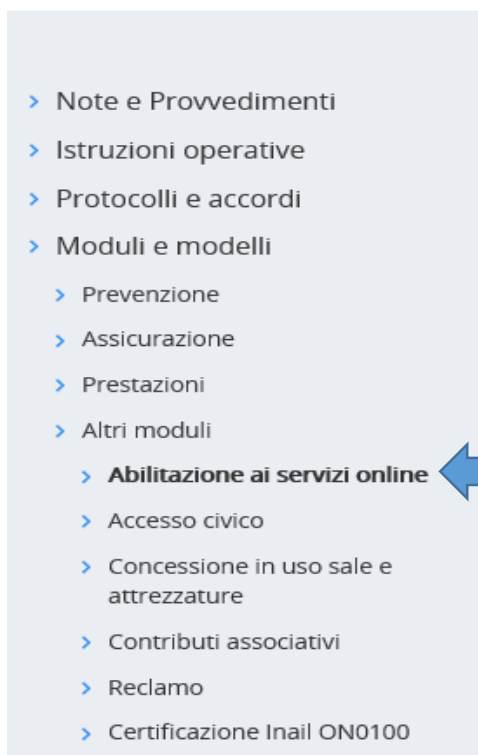 Note e Provvedimenti
Istruzioni operative
Protocolli e accordi
Moduli e modelli
Prevenzione
Assicurazione
Prestazioni
Altri moduli
Abilitazione ai servizi online
Accesso civico
Concessione in uso sale e
attrezzature
Contributi associativi
Reclamo
Certificazione Inail ON0100